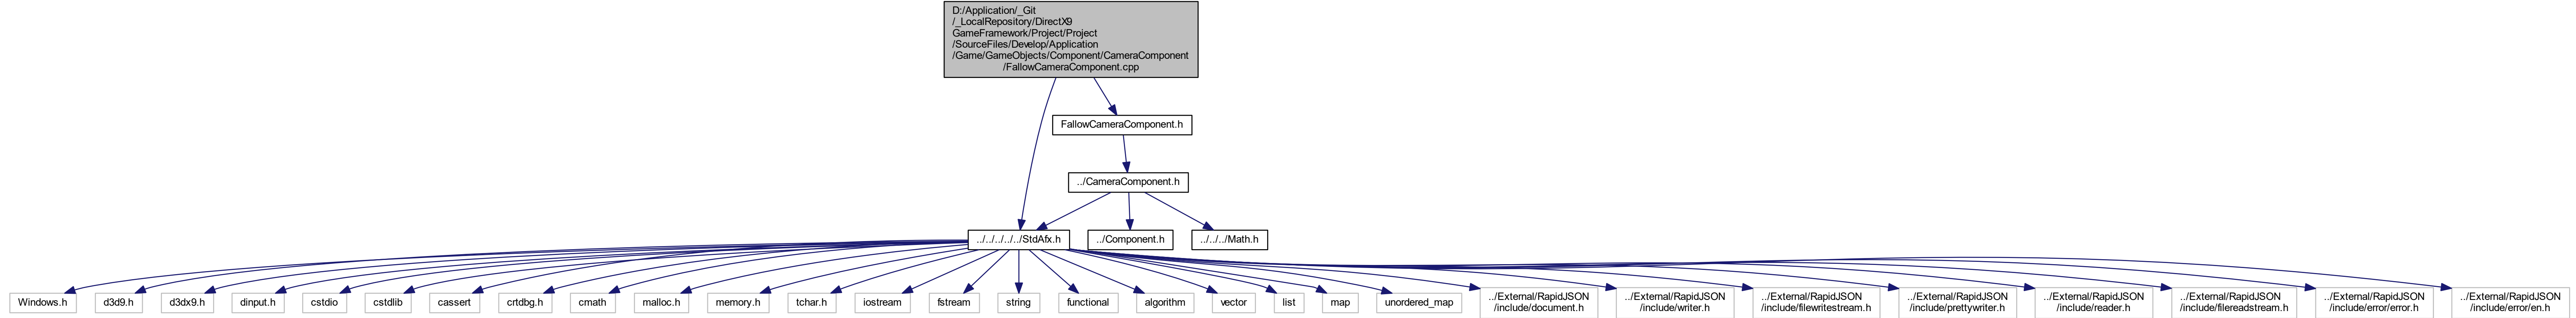 D:/Application/_Git
/_LocalRepository/DirectX9
GameFramework/Project/Project
/SourceFiles/Develop/Application
/Game/GameObjects/Component/CameraComponent
/FallowCameraComponent.cpp
FallowCameraComponent.h
../CameraComponent.h
../../../../../../StdAfx.h
../Component.h
../../../Math.h
Windows.h
d3d9.h
d3dx9.h
dinput.h
cstdio
cstdlib
cassert
crtdbg.h
cmath
malloc.h
memory.h
tchar.h
iostream
fstream
string
functional
algorithm
vector
list
map
unordered_map
../External/RapidJSON
/include/document.h
../External/RapidJSON
/include/writer.h
../External/RapidJSON
/include/filewritestream.h
../External/RapidJSON
/include/prettywriter.h
../External/RapidJSON
/include/reader.h
../External/RapidJSON
/include/filereadstream.h
../External/RapidJSON
/include/error/error.h
../External/RapidJSON
/include/error/en.h